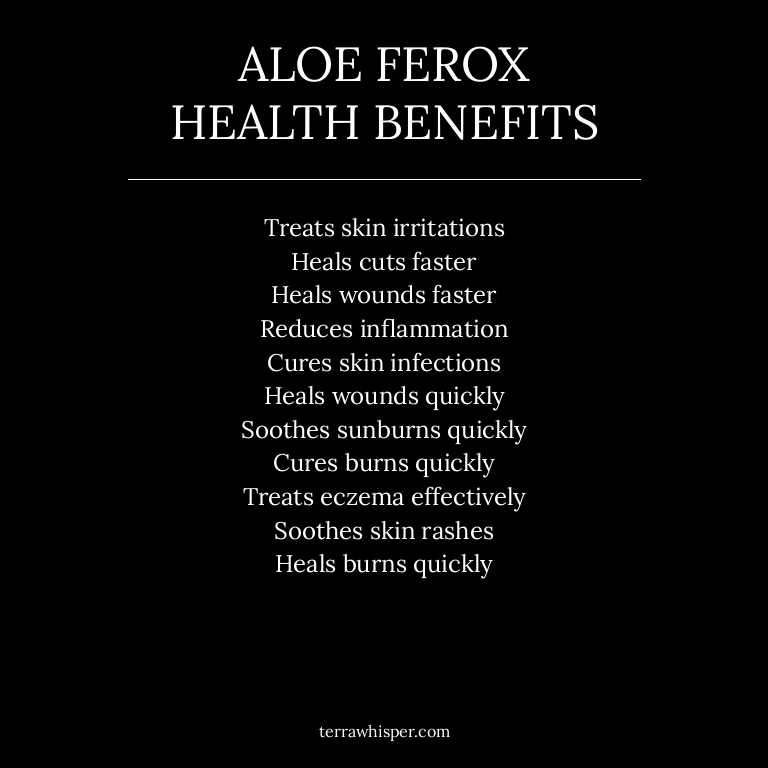 ALOE FEROX
HEALTH BENEFITS
Treats skin irritations
Heals cuts faster
Heals wounds faster
Reduces inflammation
Cures skin infections
Heals wounds quickly
Soothes sunburns quickly
Cures burns quickly
Treats eczema effectively
Soothes skin rashes
Heals burns quickly
terrawhisper.com